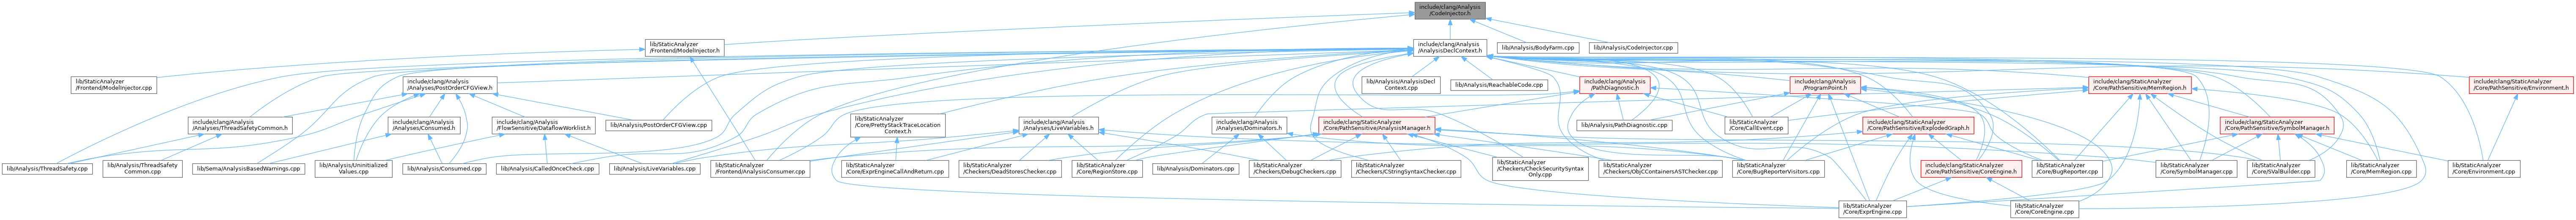 include/clang/Analysis
/CodeInjector.h
lib/StaticAnalyzer
/Frontend/ModelInjector.h
include/clang/Analysis
/AnalysisDeclContext.h
lib/Analysis/BodyFarm.cpp
lib/Analysis/CodeInjector.cpp
lib/StaticAnalyzer
/Frontend/ModelInjector.cpp
include/clang/Analysis
/Analyses/PostOrderCFGView.h
lib/Analysis/AnalysisDecl
Context.cpp
lib/Analysis/ReachableCode.cpp
include/clang/Analysis
/PathDiagnostic.h
include/clang/Analysis
/ProgramPoint.h
include/clang/StaticAnalyzer
/Core/PathSensitive/MemRegion.h
include/clang/StaticAnalyzer
/Core/PathSensitive/Environment.h
include/clang/Analysis
/Analyses/ThreadSafetyCommon.h
include/clang/Analysis
/Analyses/Consumed.h
include/clang/Analysis
/FlowSensitive/DataflowWorklist.h
lib/Analysis/PostOrderCFGView.cpp
lib/StaticAnalyzer
/Core/PrettyStackTraceLocation
Context.h
include/clang/Analysis
/Analyses/LiveVariables.h
include/clang/Analysis
/Analyses/Dominators.h
include/clang/StaticAnalyzer
/Core/PathSensitive/AnalysisManager.h
lib/Analysis/PathDiagnostic.cpp
lib/StaticAnalyzer
/Core/CallEvent.cpp
include/clang/StaticAnalyzer
/Core/PathSensitive/ExplodedGraph.h
include/clang/StaticAnalyzer
/Core/PathSensitive/SymbolManager.h
lib/Analysis/ThreadSafety.cpp
lib/Analysis/ThreadSafety
Common.cpp
lib/Sema/AnalysisBasedWarnings.cpp
lib/Analysis/Uninitialized
Values.cpp
lib/Analysis/Consumed.cpp
lib/Analysis/CalledOnceCheck.cpp
lib/Analysis/LiveVariables.cpp
lib/StaticAnalyzer
/Frontend/AnalysisConsumer.cpp
lib/StaticAnalyzer
/Core/ExprEngineCallAndReturn.cpp
lib/StaticAnalyzer
/Checkers/DeadStoresChecker.cpp
lib/StaticAnalyzer
/Core/RegionStore.cpp
lib/Analysis/Dominators.cpp
lib/StaticAnalyzer
/Checkers/DebugCheckers.cpp
lib/StaticAnalyzer
/Checkers/CStringSyntaxChecker.cpp
lib/StaticAnalyzer
/Checkers/CheckSecuritySyntax
Only.cpp
lib/StaticAnalyzer
/Checkers/ObjCContainersASTChecker.cpp
lib/StaticAnalyzer
/Core/BugReporterVisitors.cpp
include/clang/StaticAnalyzer
/Core/PathSensitive/CoreEngine.h
lib/StaticAnalyzer
/Core/BugReporter.cpp
lib/StaticAnalyzer
/Core/SymbolManager.cpp
lib/StaticAnalyzer
/Core/SValBuilder.cpp
lib/StaticAnalyzer
/Core/MemRegion.cpp
lib/StaticAnalyzer
/Core/Environment.cpp
lib/StaticAnalyzer
/Core/ExprEngine.cpp
lib/StaticAnalyzer
/Core/CoreEngine.cpp